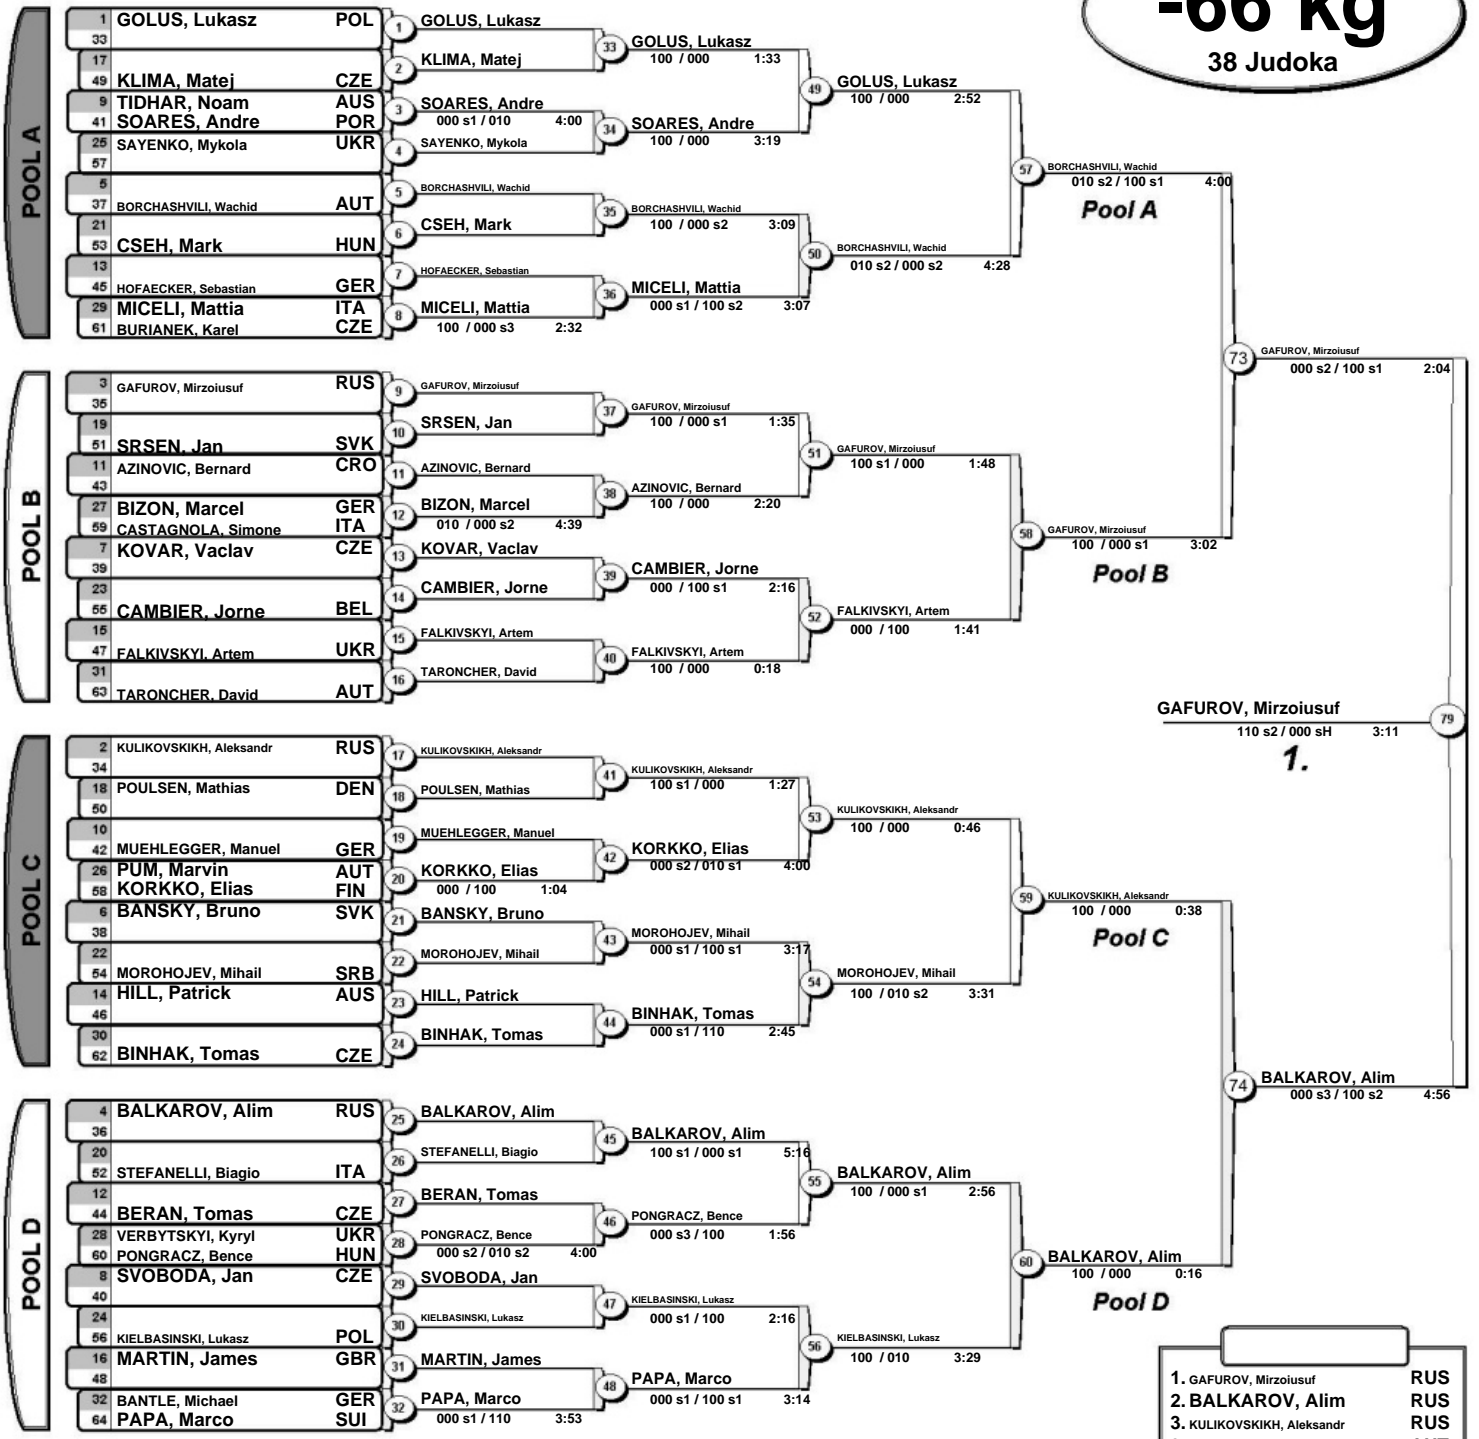 -66 kg
38 Judoka
POOL A
1 GOLUS, Lukasz POL
33
17
49 KLIMA, Matej CZE
9 TIDHAR, Noam AUS
41 SOARES, Andre POR
25 SAYENKO, Mykola UKR
57
5
37 BORCHASHVILI, Wachid AUT
21
53 CSEH, Mark HUN
13
45 HOFAECKER, Sebastian GER
29 MICELI, Mattia ITA
61 BURIANEK, Karel CZE
1 GOLUS, Lukasz
2 KLIMA, Matej
3 SOARES, Andre
000 s1 / 010 4:00
4 SAYENKO, Mykola
5 BORCHASHVILI, Wachid
6 CSEH, Mark
7 HOFAECKER, Sebastian
8 MICELI, Mattia
100 / 000 s3 2:32
33 GOLUS, Lukasz
100 / 000 1:33
34 SOARES, Andre
100 / 000 3:19
35 BORCHASHVILI, Wachid
100 / 000 s2 3:09
36 MICELI, Mattia
000 s1 / 100 s2 3:07
49 GOLUS, Lukasz
100 / 000 2:52
50 BORCHASHVILI, Wachid
010 s2 / 000 s2 4:28
57 BORCHASHVILI, Wachid
010 s2 / 100 s1 4:00
Pool A
POOL B
3 GAFUROV, Mirzoiusuf RUS
35
19
51 SRSEN, Jan SVK
11 AZINOVIC, Bernard CRO
43
27 BIZON, Marcel GER
59 CASTAGNOLA, Simone ITA
7 KOVAR, Vaclav CZE
39
23
55 CAMBIER, Jorne BEL
15
47 FALKIVSKYI, Artem UKR
31
63 TARONCHER, David AUT
9 GAFUROV, Mirzoiusuf
10 SRSEN, Jan
11 AZINOVIC, Bernard
12 BIZON, Marcel
010 / 000 s2 4:39
13 KOVAR, Vaclav
14 CAMBIER, Jorne
15 FALKIVSKYI, Artem
16 TARONCHER, David
37 GAFUROV, Mirzoiusuf
100 / 000 s1 1:35
38 AZINOVIC, Bernard
100 / 000 2:20
39 CAMBIER, Jorne
000 / 100 s1 2:16
40 FALKIVSKYI, Artem
100 / 000 0:18
51 GAFUROV, Mirzoiusuf
100 s1 / 000 1:48
52 FALKIVSKYI, Artem
000 / 100 1:41
58 GAFUROV, Mirzoiusuf
100 / 000 s1 3:02
Pool B
73 GAFUROV, Mirzoiusuf
000 s2 / 100 s1 2:04
GAFUROV, Mirzoiusuf 79
110 s2 / 000 sH 3:11
1.
POOL C
2 KULIKOVSKIKH, Aleksandr RUS
34
18 POULSEN, Mathias DEN
50
10
42 MUEHLEGGER, Manuel GER
26 PUM, Marvin AUT
58 KORKKO, Elias FIN
6 BANSKY, Bruno SVK
38
22
54 MOROHOJEV, Mihail SRB
14 HILL, Patrick AUS
46
30
62 BINHAK, Tomas CZE
17 KULIKOVSKIKH, Aleksandr
18 POULSEN, Mathias
19 MUEHLEGGER, Manuel
20 KORKKO, Elias
000 / 100 1:04
21 BANSKY, Bruno
22 MOROHOJEV, Mihail
23 HILL, Patrick
24 BINHAK, Tomas
41 KULIKOVSKIKH, Aleksandr
100 s1 / 000 1:27
42 KORKKO, Elias
000 s2 / 010 s1 4:00
43 MOROHOJEV, Mihail
000 s1 / 100 s1 3:17
44 BINHAK, Tomas
000 s1 / 110 2:45
53 KULIKOVSKIKH, Aleksandr
100 / 000 0:46
54 MOROHOJEV, Mihail
100 / 010 s2 3:31
59 KULIKOVSKIKH, Aleksandr
100 / 000 0:38
Pool C
POOL D
4 BALKAROV, Alim RUS
36
20
52 STEFANELLI, Biagio ITA
12
44 BERAN, Tomas CZE
28 VERBYTSKYI, Kyryl UKR
60 PONGRACZ, Bence HUN
8 SVOBODA, Jan CZE
40
24
56 KIELBASINSKI, Lukasz POL
16 MARTIN, James GBR
48
32 BANTLE, Michael GER
64 PAPA, Marco SUI
25 BALKAROV, Alim
26 STEFANELLI, Biagio
27 BERAN, Tomas
28 PONGRACZ, Bence
000 s2 / 010 s2 4:00
29 SVOBODA, Jan
30 KIELBASINSKI, Lukasz
31 MARTIN, James
32 PAPA, Marco
000 s1 / 110 3:53
45 BALKAROV, Alim
100 s1 / 000 s1 5:16
46 PONGRACZ, Bence
000 s3 / 100 1:56
47 KIELBASINSKI, Lukasz
000 s1 / 100 2:16
48 PAPA, Marco
000 s1 / 100 s1 3:14
55 BALKAROV, Alim
100 / 000 s1 2:56
56 KIELBASINSKI, Lukasz
100 / 010 3:29
60 BALKAROV, Alim
100 / 000 0:16
Pool D
74 BALKAROV, Alim
000 s3 / 100 s2 4:56
1. GAFUROV, Mirzoiusuf RUS
2. BALKAROV, Alim RUS
3. KULIKOVSKIKH, Aleksandr RUS